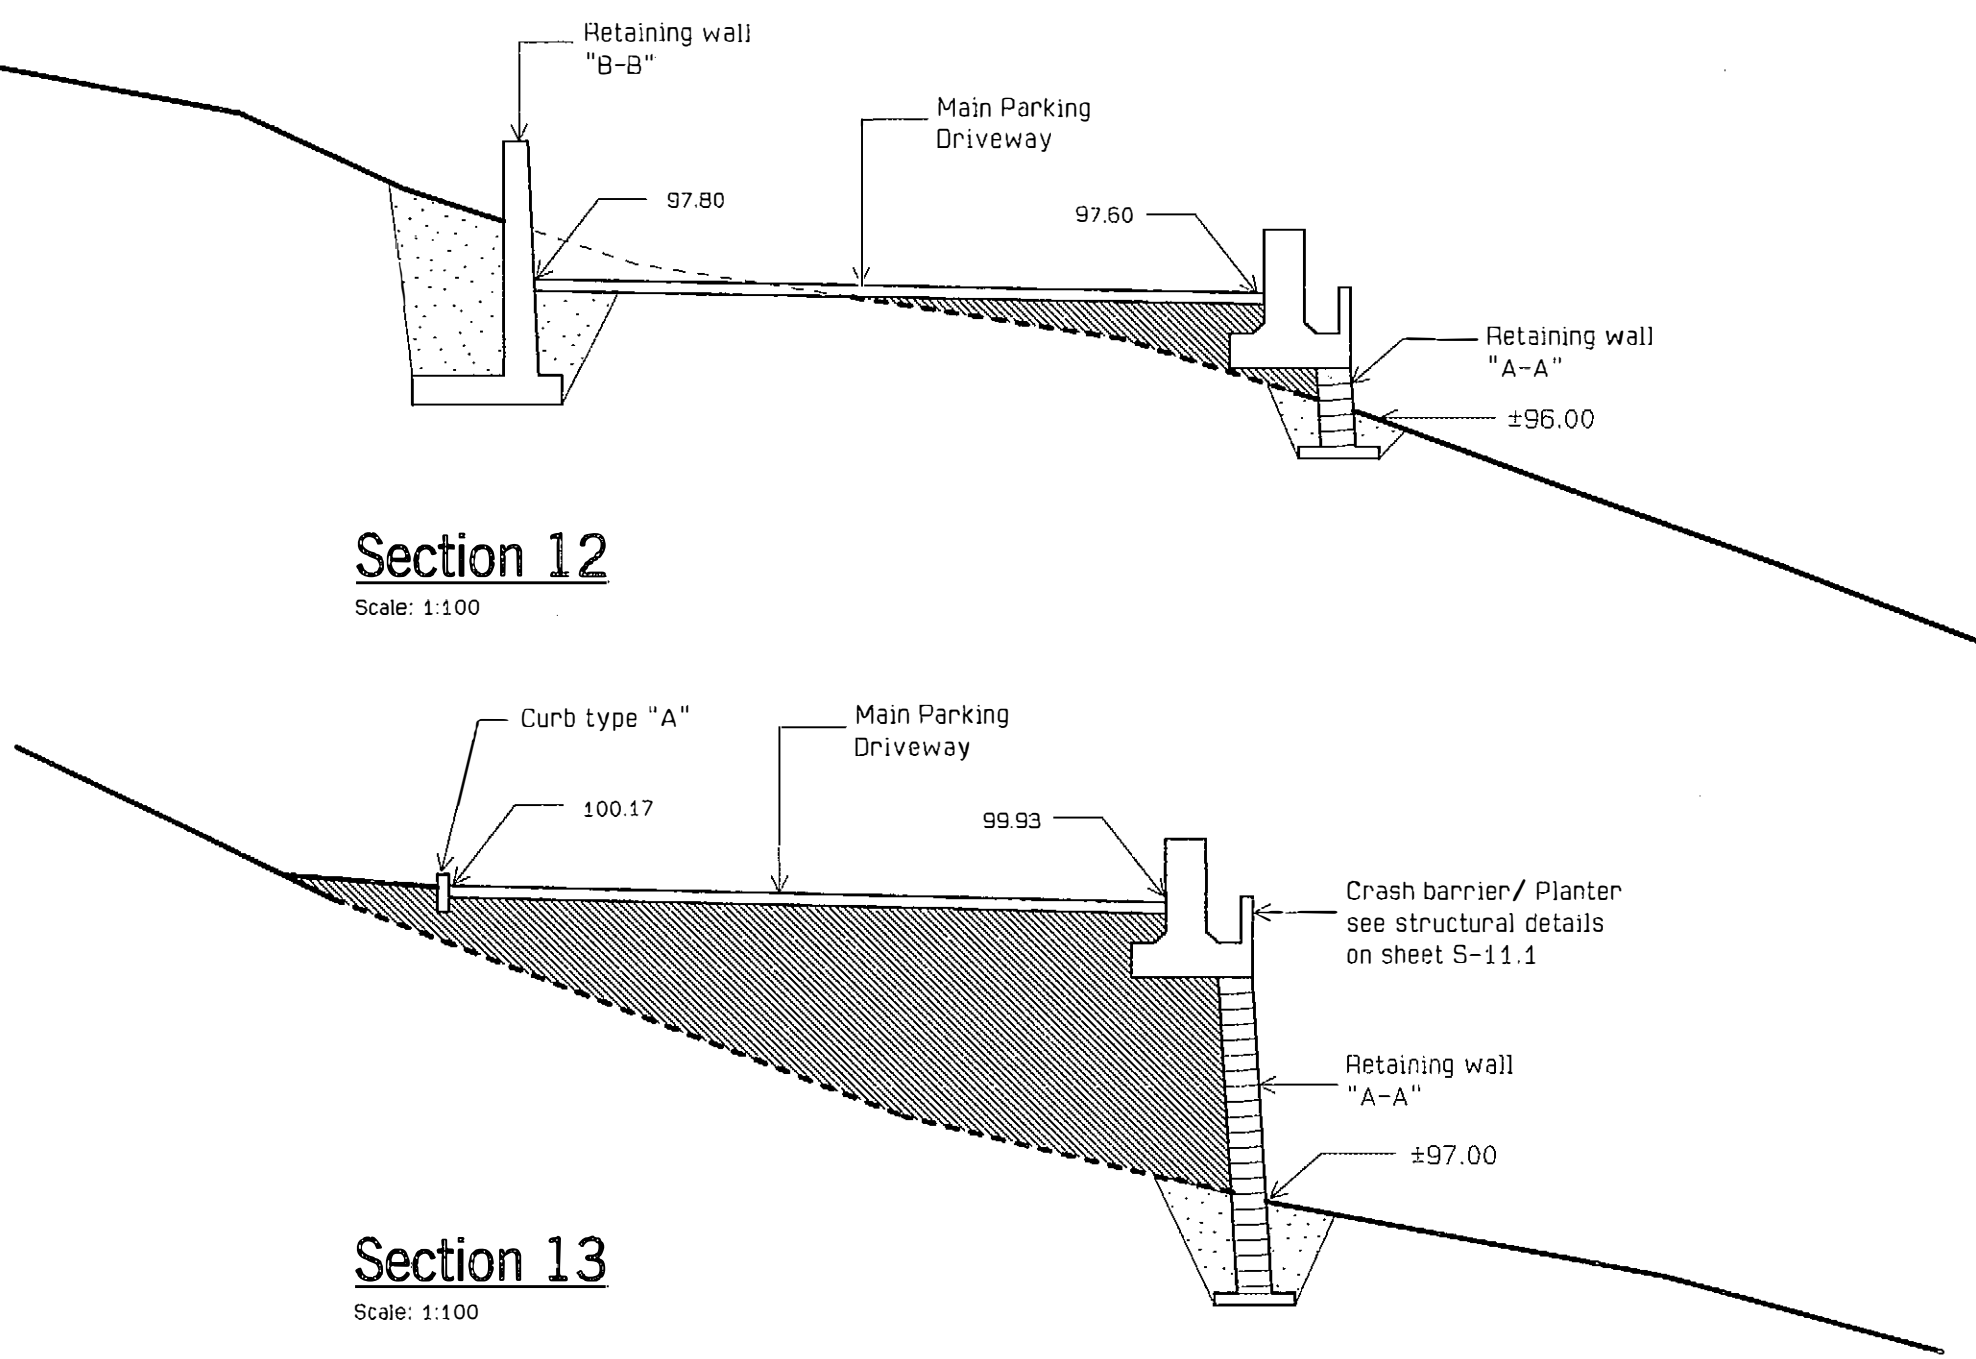 Retaining wall
"B-B"
Main Parking
Driveway
97.80
97.60
Retaining wall
"A-A"
±96.00
Section 12
Scale: 1:100
Curb type "A"
Main Parking
Driveway
100.17
99.93
Crash barrier/ Planter
see structural details
on sheet S-11.1
Retaining wall
"A-A"
±97.00
Section 13
Scale: 1:100